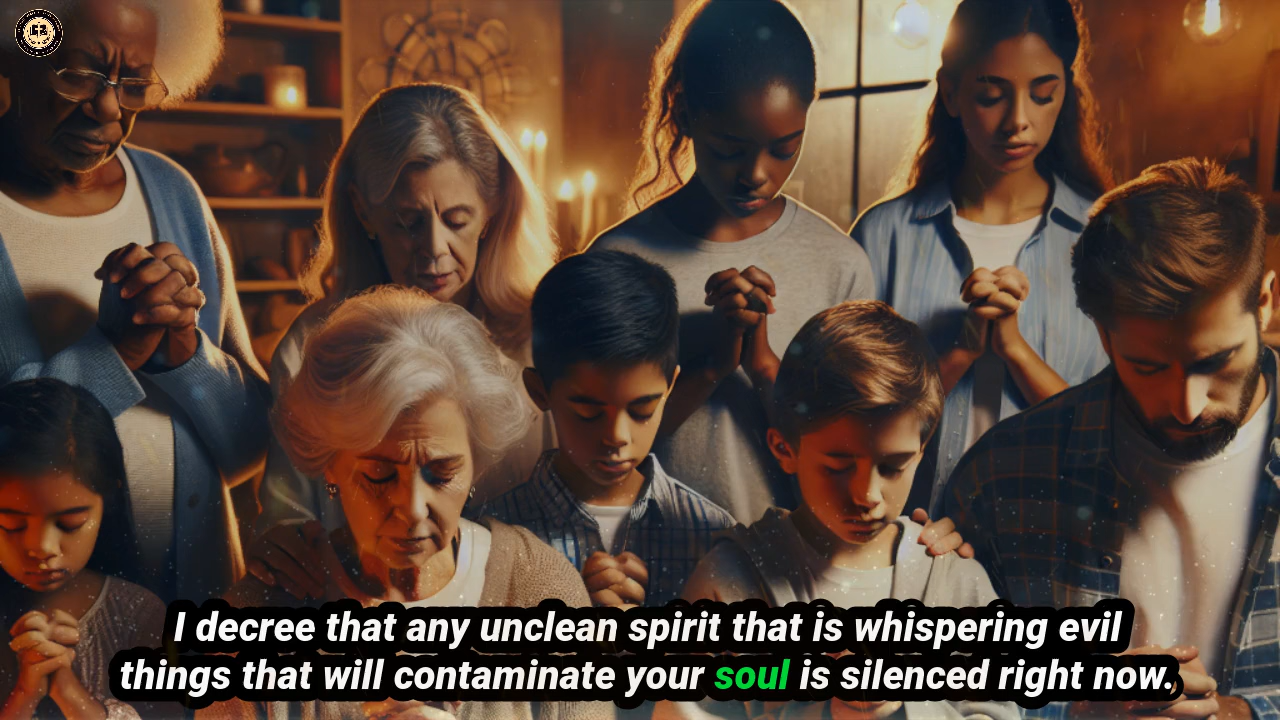 I decree that any unclean spirit that is whispering evil
things that will contaminate your soul is silenced right now.